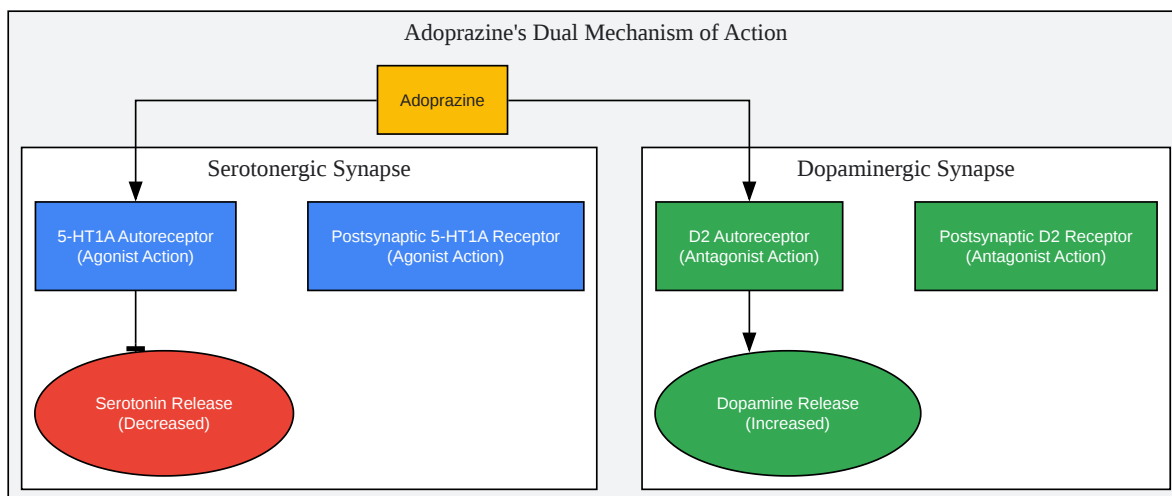 Adoprazine's Dual Mechanism of Action
Adoprazine
Serotonergic Synapse
5-HT1A Autoreceptor
(Agonist Action)
Postsynaptic 5-HT1A Receptor
(Agonist Action)
Serotonin Release
(Decreased)
Dopaminergic Synapse
D2 Autoreceptor
(Antagonist Action)
Postsynaptic D2 Receptor
(Antagonist Action)
Dopamine Release
(Increased)